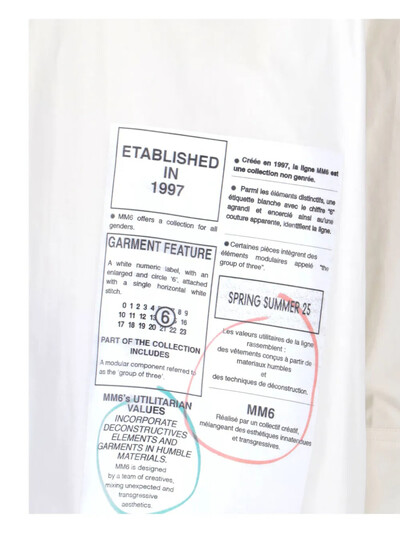 ETABLISHED
IN
1997
● MM6 offers a collection for all
genders.
GARMENT FEATURE
A white numeric label, with an
enlarged and circle '6', attached
with a single horizontal white
stitch.
0 1 2 3 4 8 9
10 11 12 13 6 16
17 18 19 20 21 22 23
PART OF THE COLLECTION
INCLUDES
A modular component referred to
as the 'group of three'.
MM6's UTILITARIAN
VALUES
INCORPORATE
DECONSTRUCTIVES
ELEMENTS AND
GARMENTS IN HUMBLE
MATERIALS.
MM6 is designed
by a team of creatives,
mixing unexpected and
transgressive
aesthetics.
● Créée en 1997, la ligne MM6 est
une collection non genrée.
● Parmi les éléments distinctifs, une
étiquette blanche avec le chiffre "6"
agrandi et encerclé ainsi qu'une
couture apparente, identifient la ligne.
● Certaines pièces intègrent des
éléments modulaires appelé "the
group of three".
SPRING SUMMER 25
Les valeurs utilitaires de la ligne
rassemblent :
des vêtements conçus à partir de
matériaux humbles
et
des techniques de déconstruction.
MM6
Réalisé par un collectif créatif,
mélangeant des esthétiques inattendues
et transgressives.